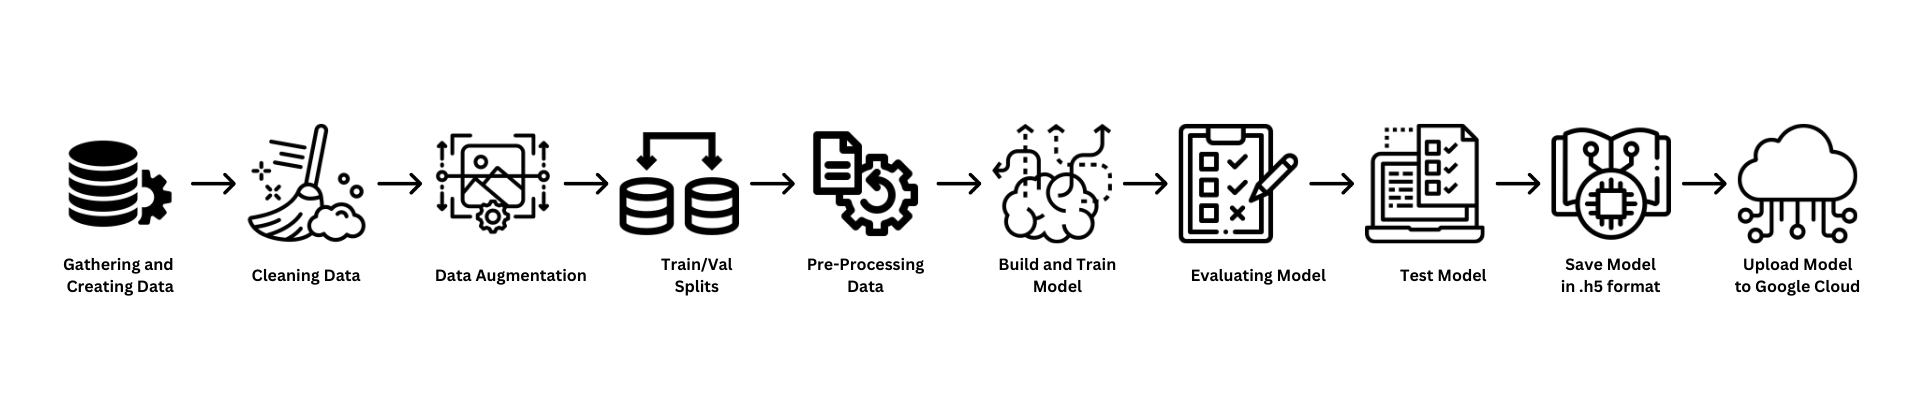 Gathering and
Creating Data
Cleaning Data
Data Augmentation
Train/Val
Splits
Pre-Processing
Data
Build and Train
Model
Evaluating Model
Test Model
Save Model
in .h5 format
Upload Model
to Google Cloud